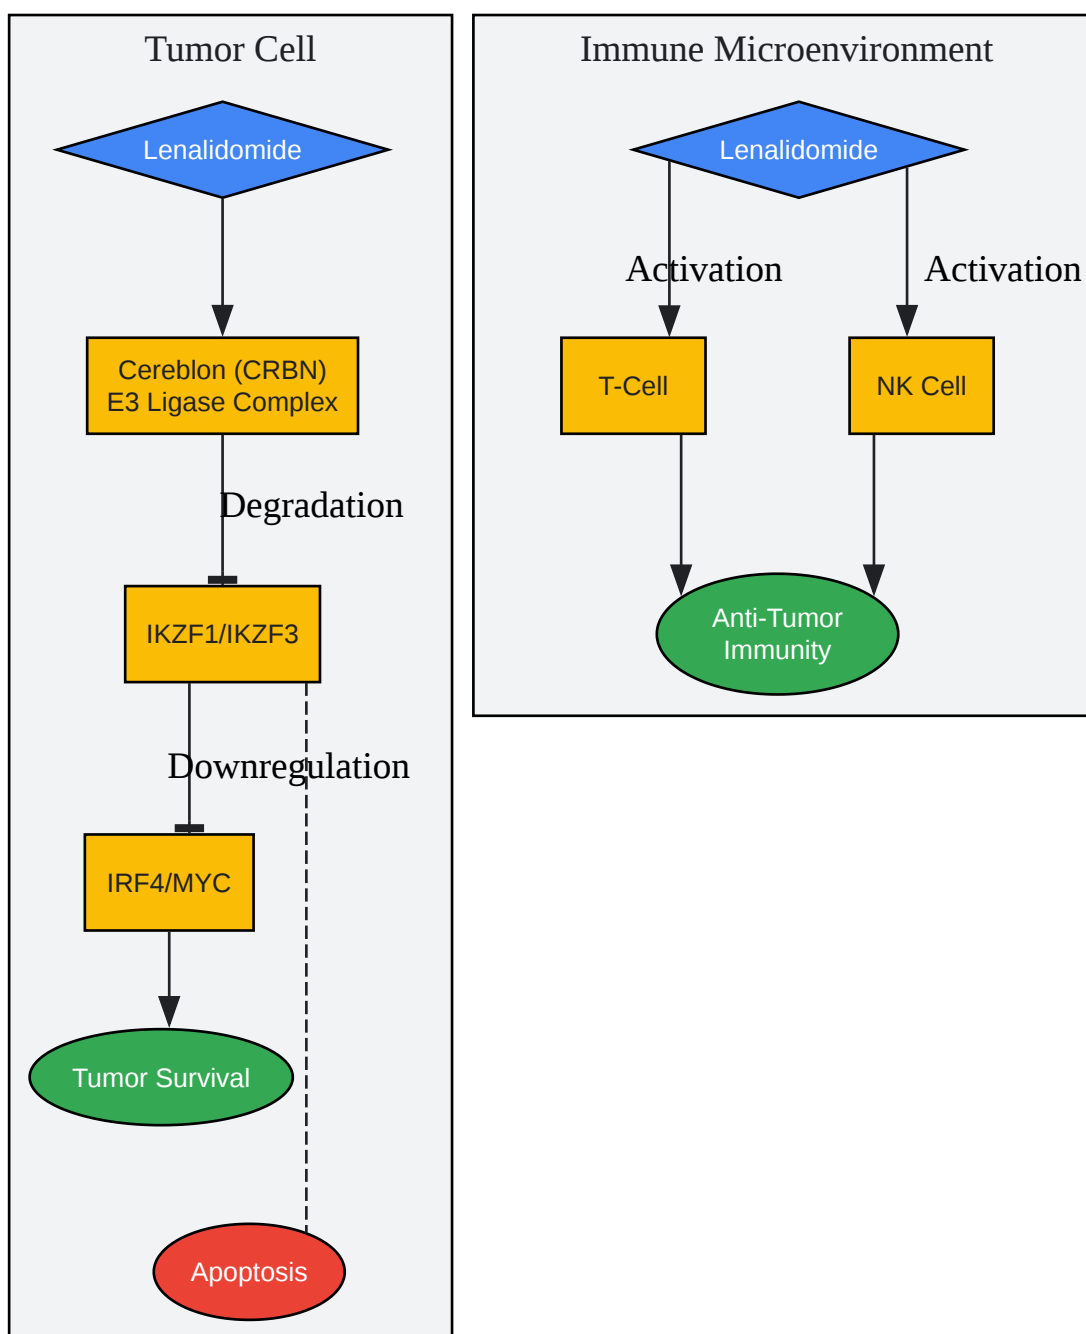 Tumor Cell
Lenalidomide
Cereblon (CRBN)
E3 Ligase Complex
Degradation
IKZF1/IKZF3
Downregulation
IRF4/MYC
Tumor Survival
Apoptosis
Immune Microenvironment
Lenalidomide
Activation
Activation
T-Cell
NK Cell
Anti-Tumor
Immunity